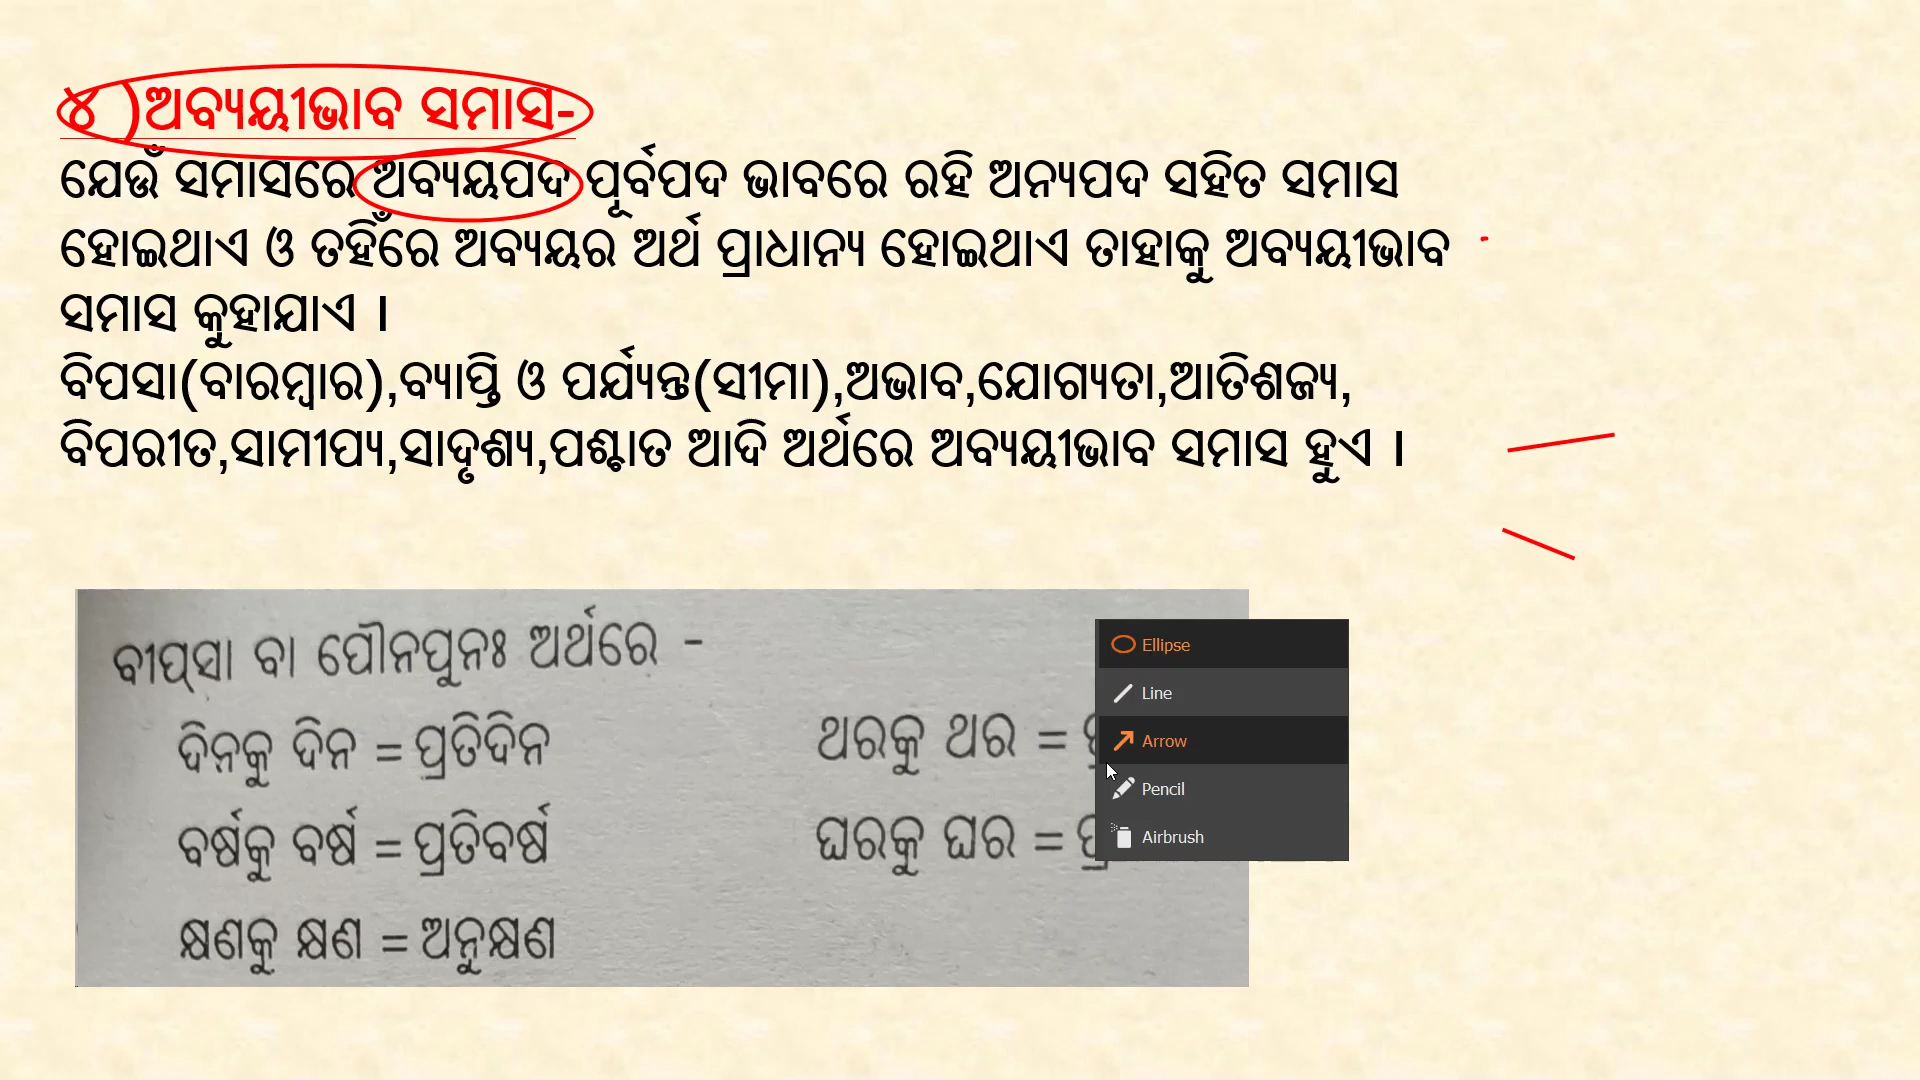 ୪ )ଅବ୍ୟୟୀଭାବ ସମାସ-
ଯେଉଁ ସମାସରେ ଅବ୍ୟୟପଦ ପୂର୍ବପଦ ଭାବରେ ରହି ଅନ୍ୟପଦ ସହିତ ସମାସ
ହୋଇଥାଏ ଓ ତହିଁରେ ଅବ୍ୟୟର ଅର୍ଥ ପ୍ରାଧାନ୍ୟ ହୋଇଥାଏ ତାହାକୁ ଅବ୍ୟୟୀଭାବ
ସମାସ କୁହାଯାଏ ।
ବିପସା(ବାରମ୍ବାର),ବ୍ୟାପ୍ତି ଓ ପର୍ଯ୍ୟନ୍ତ(ସୀମା),ଅଭାବ,ଯୋଗ୍ୟତା,ଆତିଶଜ୍ୟ,
ବିପରୀତ,ସାମୀପ୍ୟ,ସାଦୃଶ୍ୟ,ପଶ୍ଚାତ ଆଦି ଅର୍ଥରେ ଅବ୍ୟୟୀଭାବ ସମାସ ହୁଏ ।
ବୀପ୍‌ସା ବା ପୌନପୁନଃ ଅର୍ଥରେ -
ଦିନକୁ ଦିନ = ପ୍ରତିଦିନ
ଥରକୁ ଥର =
ବର୍ଷକୁ ବର୍ଷ = ପ୍ରତିବର୍ଷ
ଘରକୁ ଘର =
କ୍ଷଣକୁ କ୍ଷଣ = ଅନୁକ୍ଷଣ
Ellipse
Line
Arrow
Pencil
Airbrush